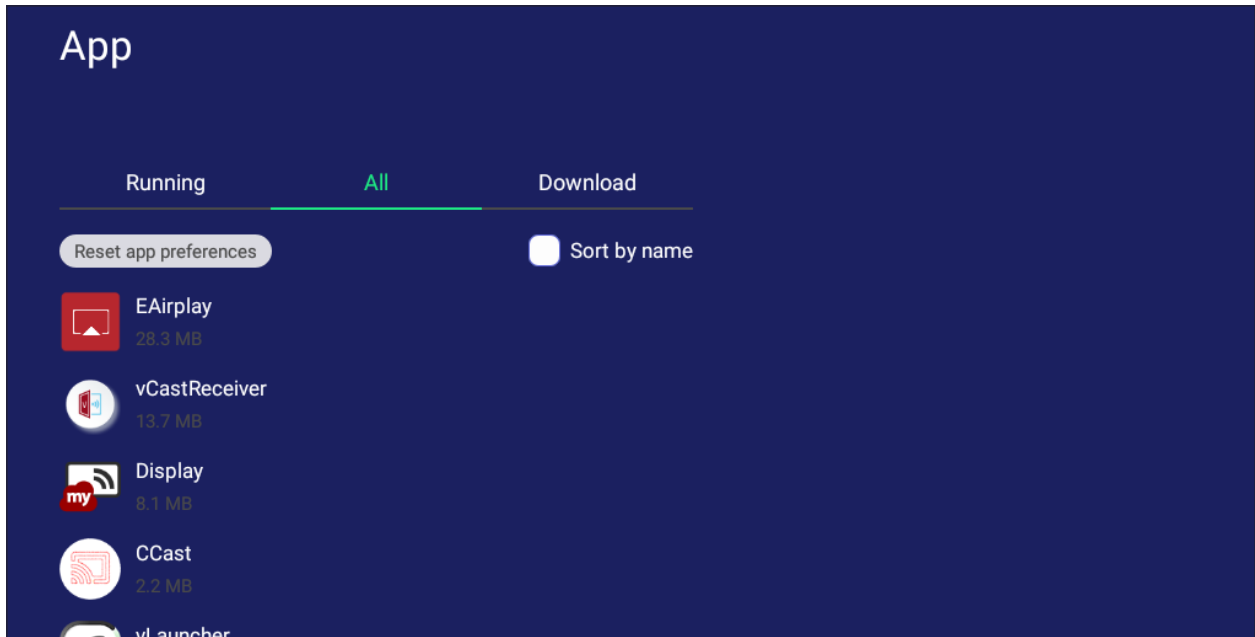 App
Running All Download
Reset app preferences Sort by name
EAirplay
28.3 MB
vCastReceiver
13.7 MB
my
Display
8.1 MB
CCast
2.2 MB
vLauncher